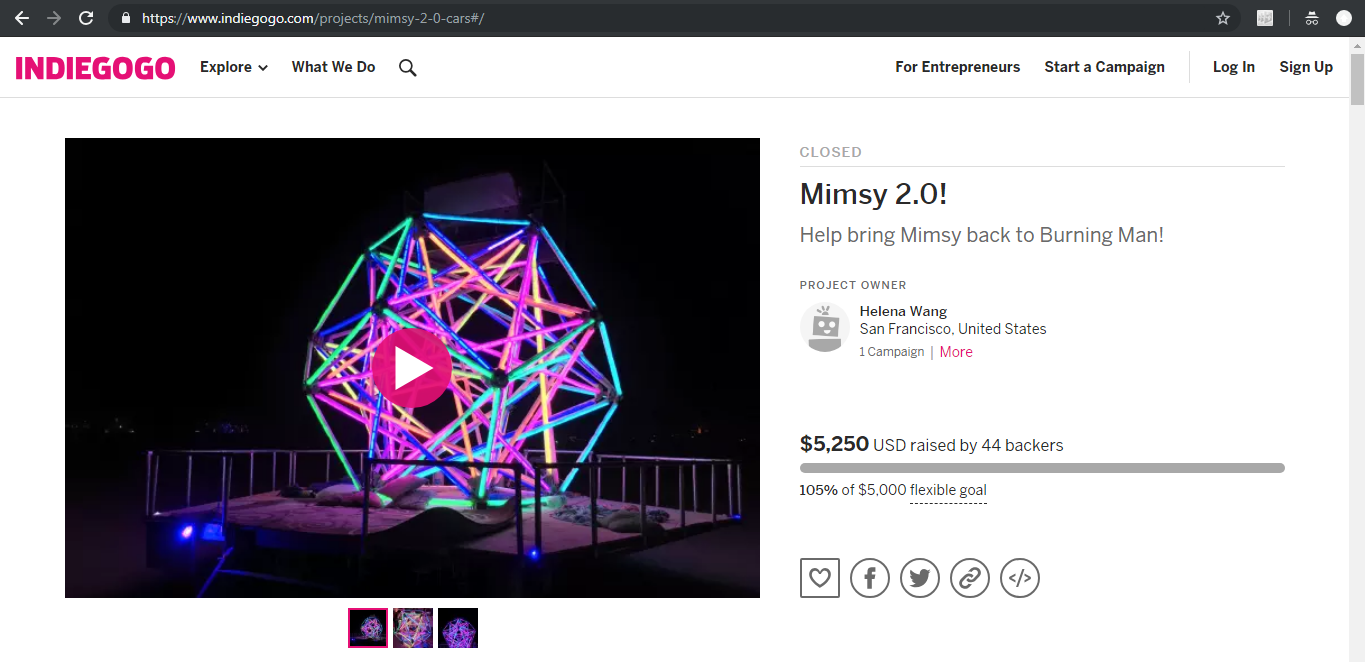 https://www.indiegogo.com/projects/mimsy-2-0-cars#/
INDIEGOGO Explore What We Do For Entrepreneurs Start a Campaign Log In Sign Up
CLOSED
Mimsy 2.0!
Help bring Mimsy back to Burning Man!
PROJECT OWNER
Helena Wang
San Francisco, United States
1 Campaign | More
$5,250 USD raised by 44 backers
105% of $5,000 flexible goal